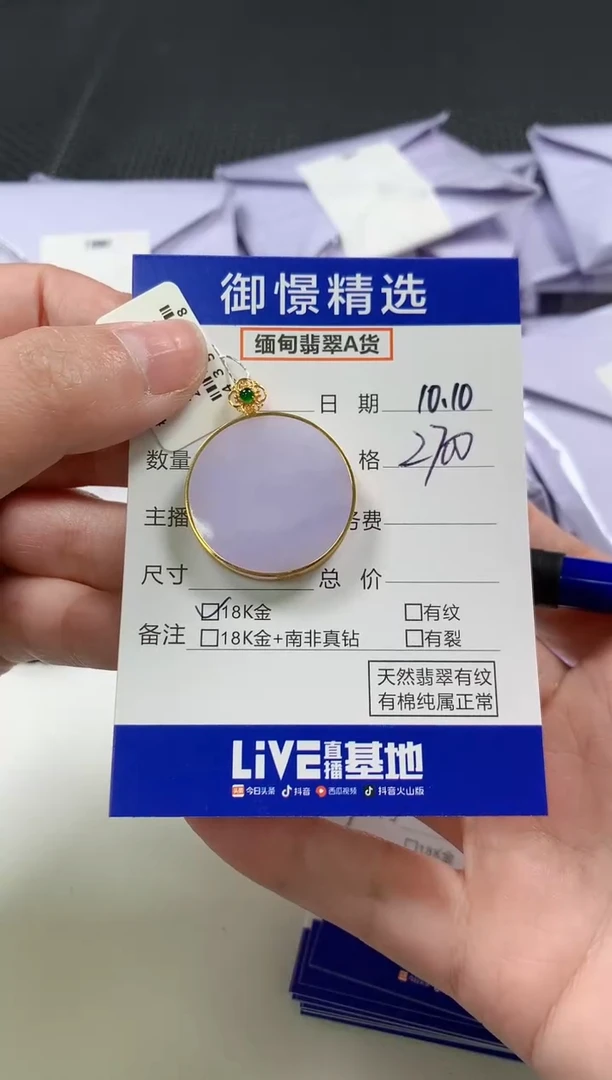 御憬精选
缅甸翡翠A货
日 期 10.10
数量 格 2700
主播 务费
尺寸 总 价
备注 18K金 有纹
18K金+南非真钻 有裂
天然翡翠有纹
有棉纯属正常
LiVE直播基地
头条 今日头条 抖音 西瓜视频 抖音火山版